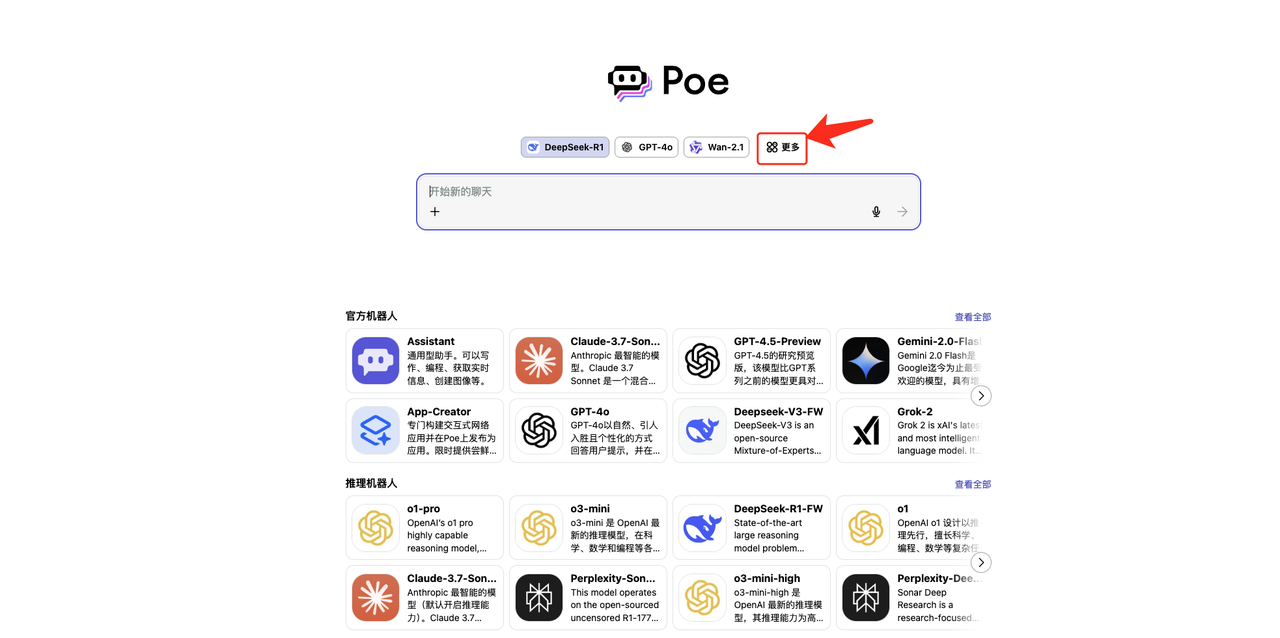 Poe
DeepSeek-R1 GPT-4o Wan-2.1 更多
开始新的聊天
官方机器人 查看全部
Assistant
通用型助手。可以写
作、编程、获取实时
信息、创建图像等。
Claude-3.7-Son...
Anthropic 最智能的模
型。Claude 3.7
Sonnet 是一个混合...
GPT-4.5-Preview
GPT-4.5的研究预览
版，该模型比GPT系
列之前的模型更具对...
Gemini-2.0-Flash
Gemini 2.0 Flash是
Google迄今为止最受
欢迎的模型，具有增
App-Creator
专门构建交互式网络
应用并在Poe上发布为
应用。限时提供尝鲜...
GPT-4o
GPT-4o以自然、引人
入胜且个性化的方式
回答用户提示，并在...
Deepseek-V3-FW
DeepSeek-V3 is an
open-source
Mixture-of-Experts...
Grok-2
Grok 2 is xAI's latest
and most intelligent
language model. It...
推理机器人 查看全部
o1-pro
OpenAI's o1 pro
highly capable
reasoning model,...
o3-mini
o3-mini 是 OpenAI 最
新的推理模型，在科
学、数学和编程等各...
DeepSeek-R1-FW
State-of-the-art
large reasoning
model problem...
o1
OpenAI o1 设计以推
理先行，擅长科学、
编程、数学等复杂任
Claude-3.7-Son...
Anthropic 最智能的模
型（默认开启推理能
力）。Claude 3.7...
Perplexity-Son...
This model operates
on the open-sourced
uncensored R1-177...
o3-mini-high
o3-mini-high 是
OpenAI 最新的推理模
型，其推理能力为高...
Perplexity-Dee...
Sonar Deep
Research is a
research-focused...